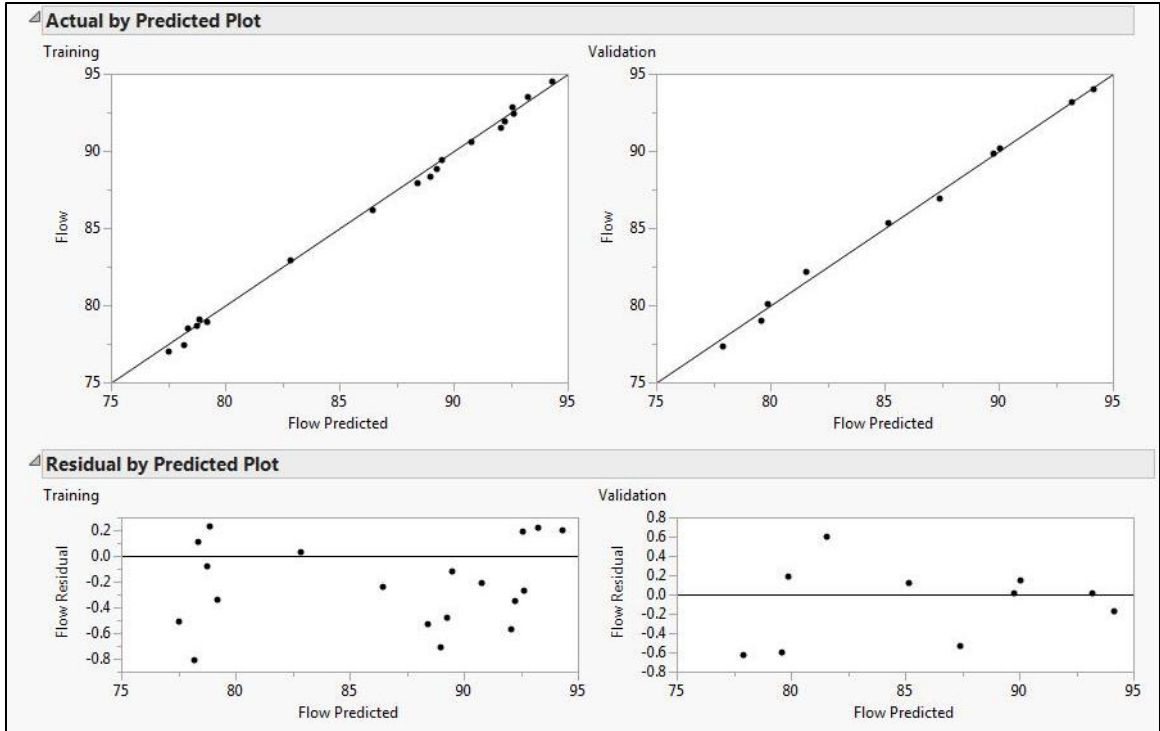 Actual by Predicted Plot
Training
Validation
95
90
85
80
75
Flow
75 80 85 90 95
Flow Predicted
95
90
85
80
75
Flow
75 80 85 90 95
Flow Predicted
Residual by Predicted Plot
Training
Validation
0.2
0.0
-0.2
-0.4
-0.6
-0.8
Flow Residual
75 80 85 90 95
Flow Predicted
0.8
0.6
0.4
0.2
0.0
-0.2
-0.4
-0.6
-0.8
Flow Residual
75 80 85 90 95
Flow Predicted